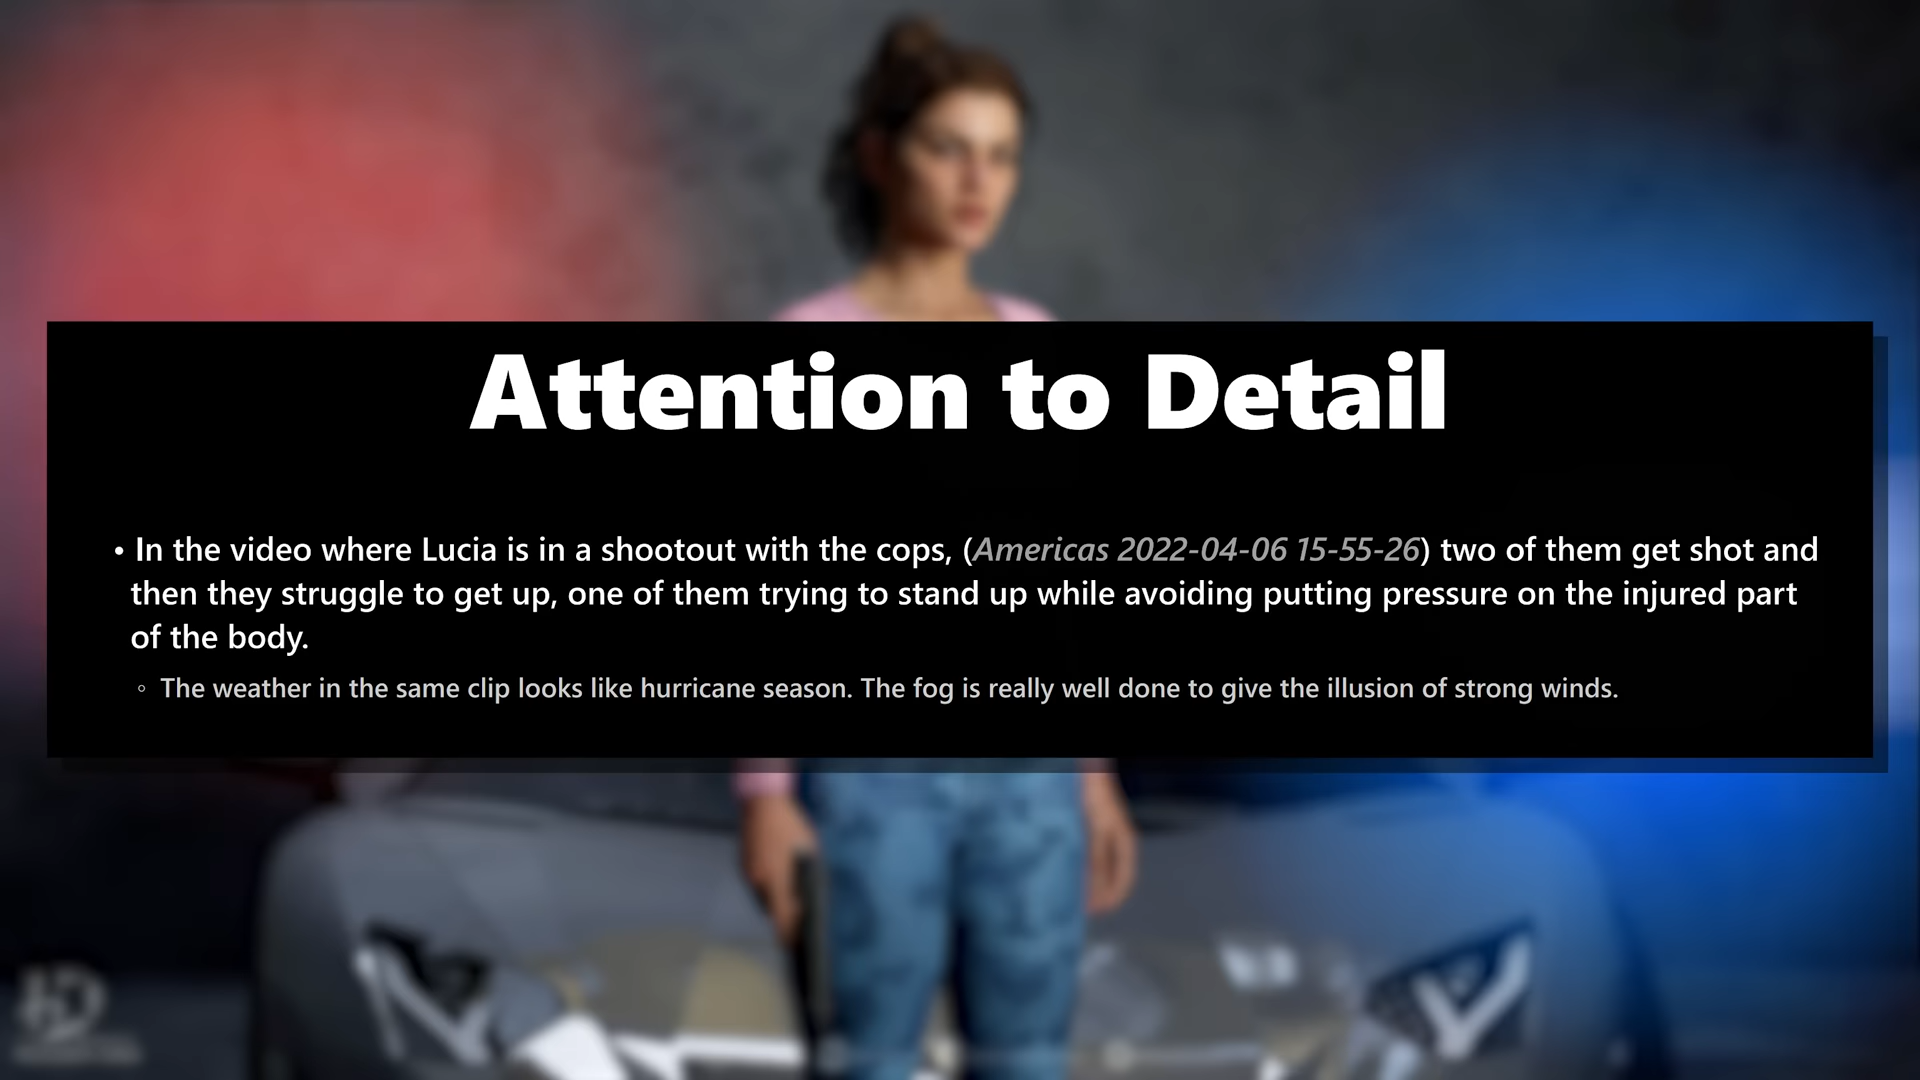 Attention to Detail
• In the video where Lucia is in a shootout with the cops, (Americas 2022-04-06 15-55-26) two of them get shot and
then they struggle to get up, one of them trying to stand up while avoiding putting pressure on the injured part
of the body.
◦ The weather in the same clip looks like hurricane season. The fog is really well done to give the illusion of strong winds.